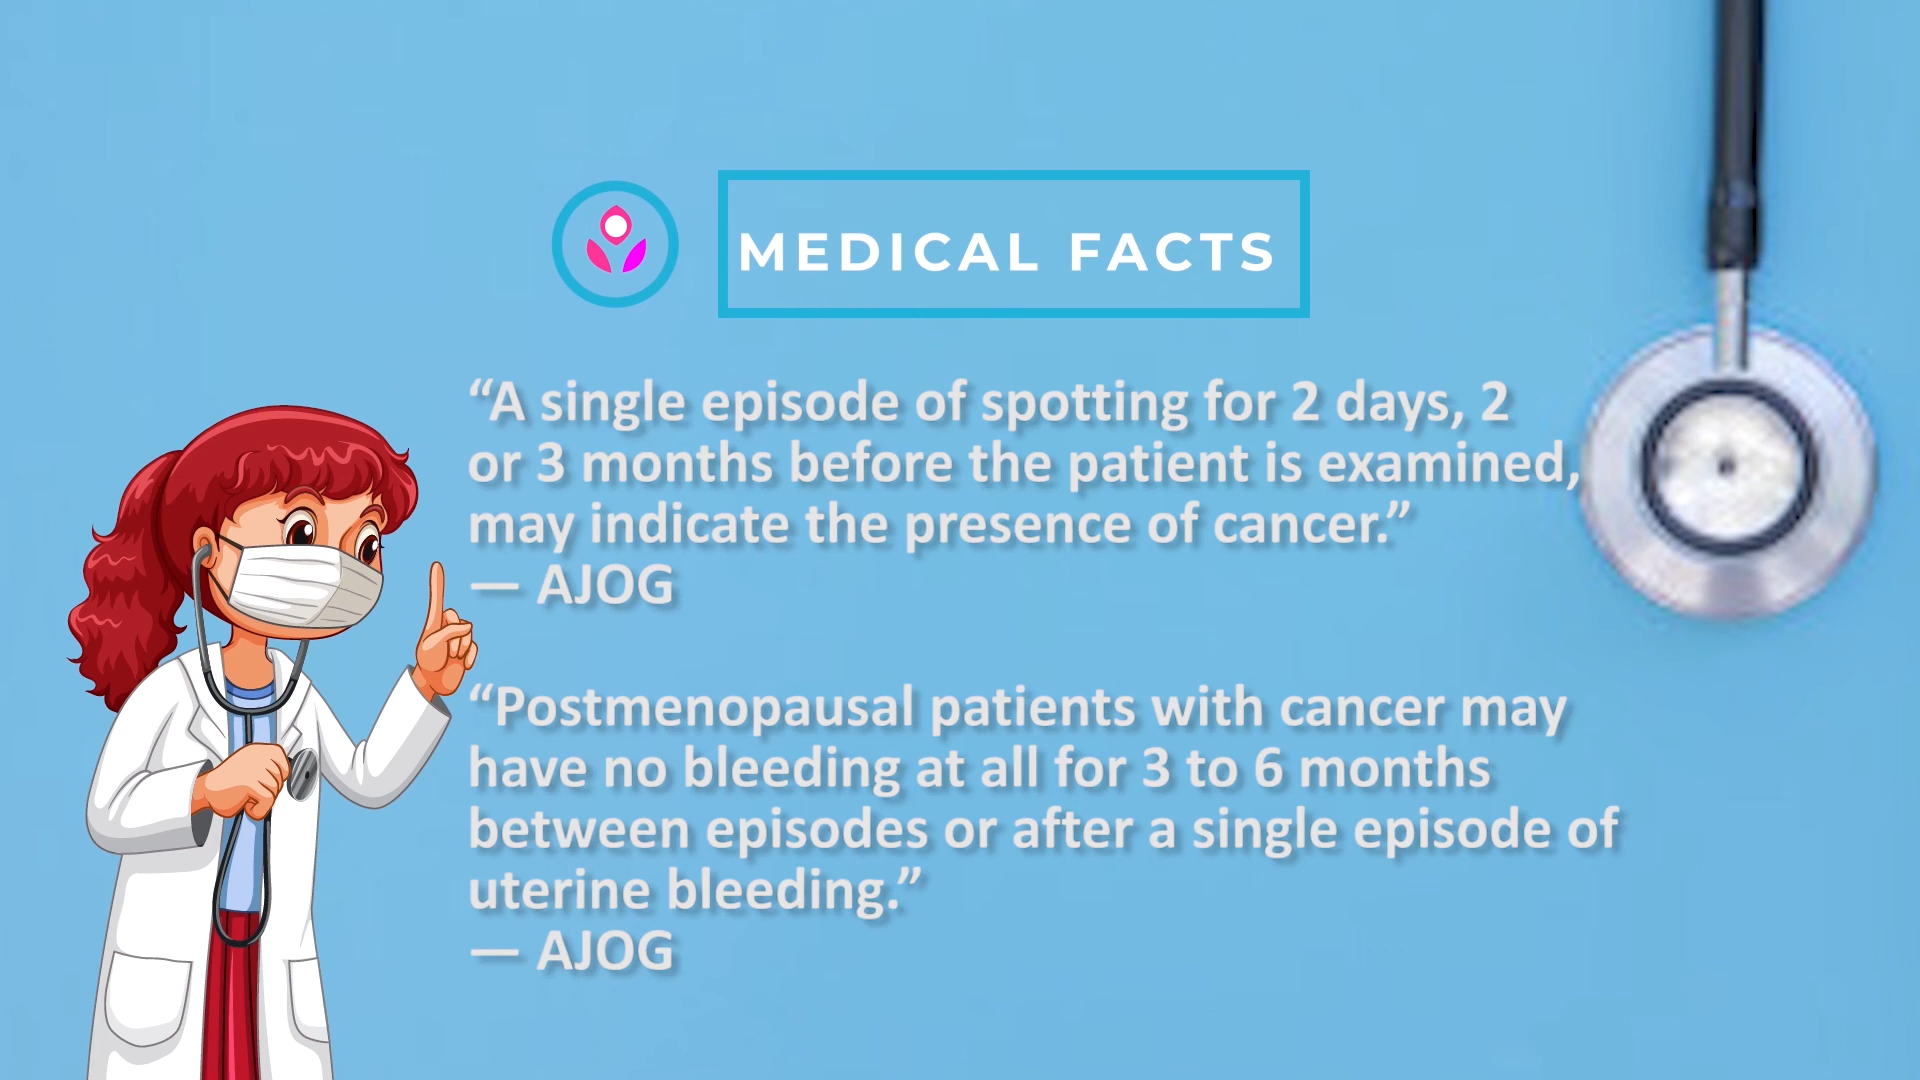 MEDICAL FACTS
“A single episode of spotting for 2 days, 2
or 3 months before the patient is examined,
may indicate the presence of cancer.”
— AJOG
“Postmenopausal patients with cancer may
have no bleeding at all for 3 to 6 months
between episodes or after a single episode of
uterine bleeding.”
— AJOG